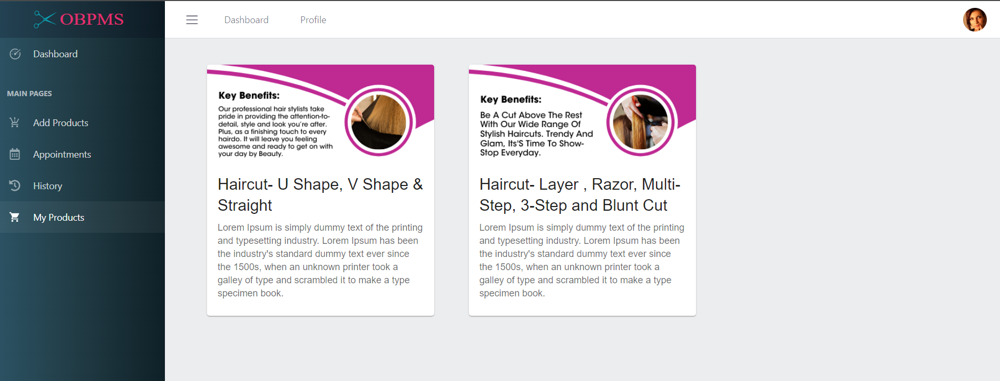 OBPMS
Dashboard
Profile
Dashboard
MAIN PAGES
Add Products
Appointments
History
My Products
Key Benefits:
Our professional hair stylists take
pride in providing the attention-to-
detail, style and look you're after.
Plus, as a finishing touch to every
hairdo. It will leave you feeling
awesome and ready to get on with
your day by Beauty.
Haircut- U Shape, V Shape &
Straight
Lorem Ipsum is simply dummy text of the printing
and typesetting industry. Lorem Ipsum has been
the industry's standard dummy text ever since
the 1500s, when an unknown printer took a
galley of type and scrambled it to make a type
specimen book.
Key Benefits:
Be A Cut Above The Rest
With Our Wide Range Of
Stylish Haircuts. Trendy And
Glam, Its'S Time To Show-
Stop Everyday.
Haircut- Layer , Razor, Multi-
Step, 3-Step and Blunt Cut
Lorem Ipsum is simply dummy text of the printing
and typesetting industry. Lorem Ipsum has been
the industry's standard dummy text ever since
the 1500s, when an unknown printer took a
galley of type and scrambled it to make a type
specimen book.